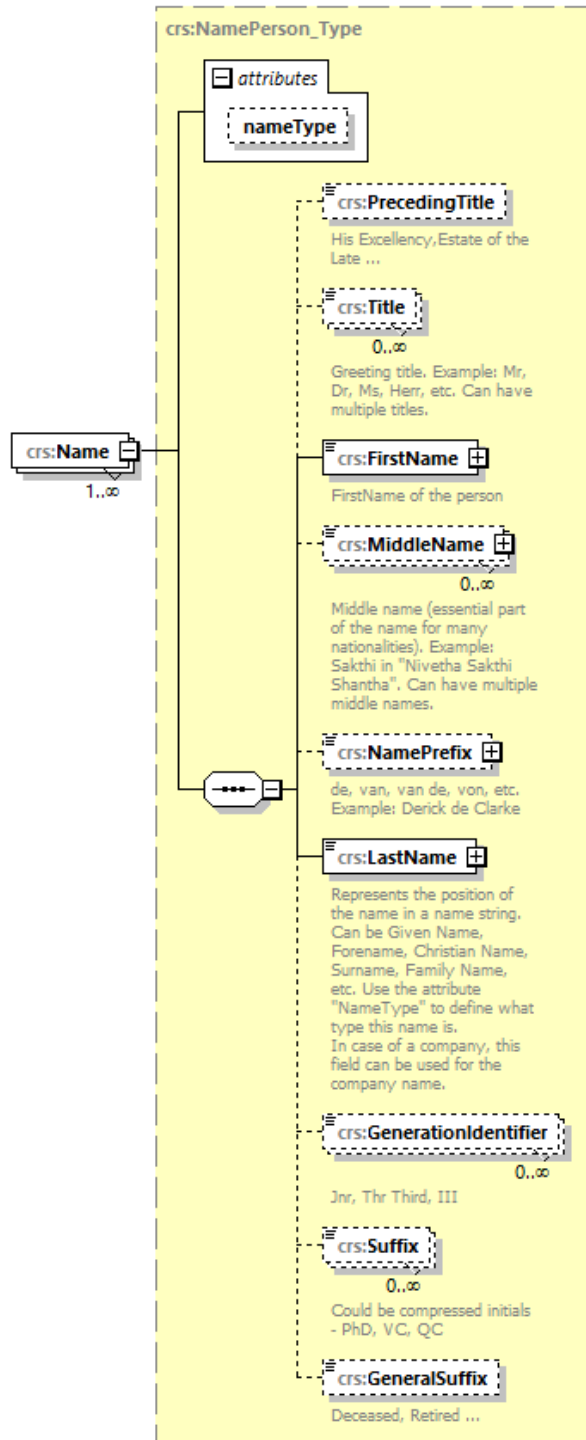 crs:NamePerson_Type
attributes
nameType
crs:PrecedingTitle
His Excellency,Estate of the
Late ...
crs:Title
0..∞
Greeting title. Example: Mr,
Dr, Ms, Herr, etc. Can have
multiple titles.
crs:Name
1..∞
crs:FirstName
FirstName of the person
crs:MiddleName
0..∞
Middle name (essential part
of the name for many
nationalities). Example:
Sakthi in "Nivetha Sakthi
Shantha". Can have multiple
middle names.
crs:NamePrefix
de, van, van de, von, etc.
Example: Derick de Clarke
crs:LastName
Represents the position of
the name in a name string.
Can be Given Name,
Forename, Christian Name,
Surname, Family Name,
etc. Use the attribute
"NameType" to define what
type this name is.
In case of a company, this
field can be used for the
company name.
crs:GenerationIdentifier
0..∞
Jnr, Thr Third, III
crs:Suffix
0..∞
Could be compressed initials
- PhD, VC, QC
crs:GeneralSuffix
Deceased, Retired ...